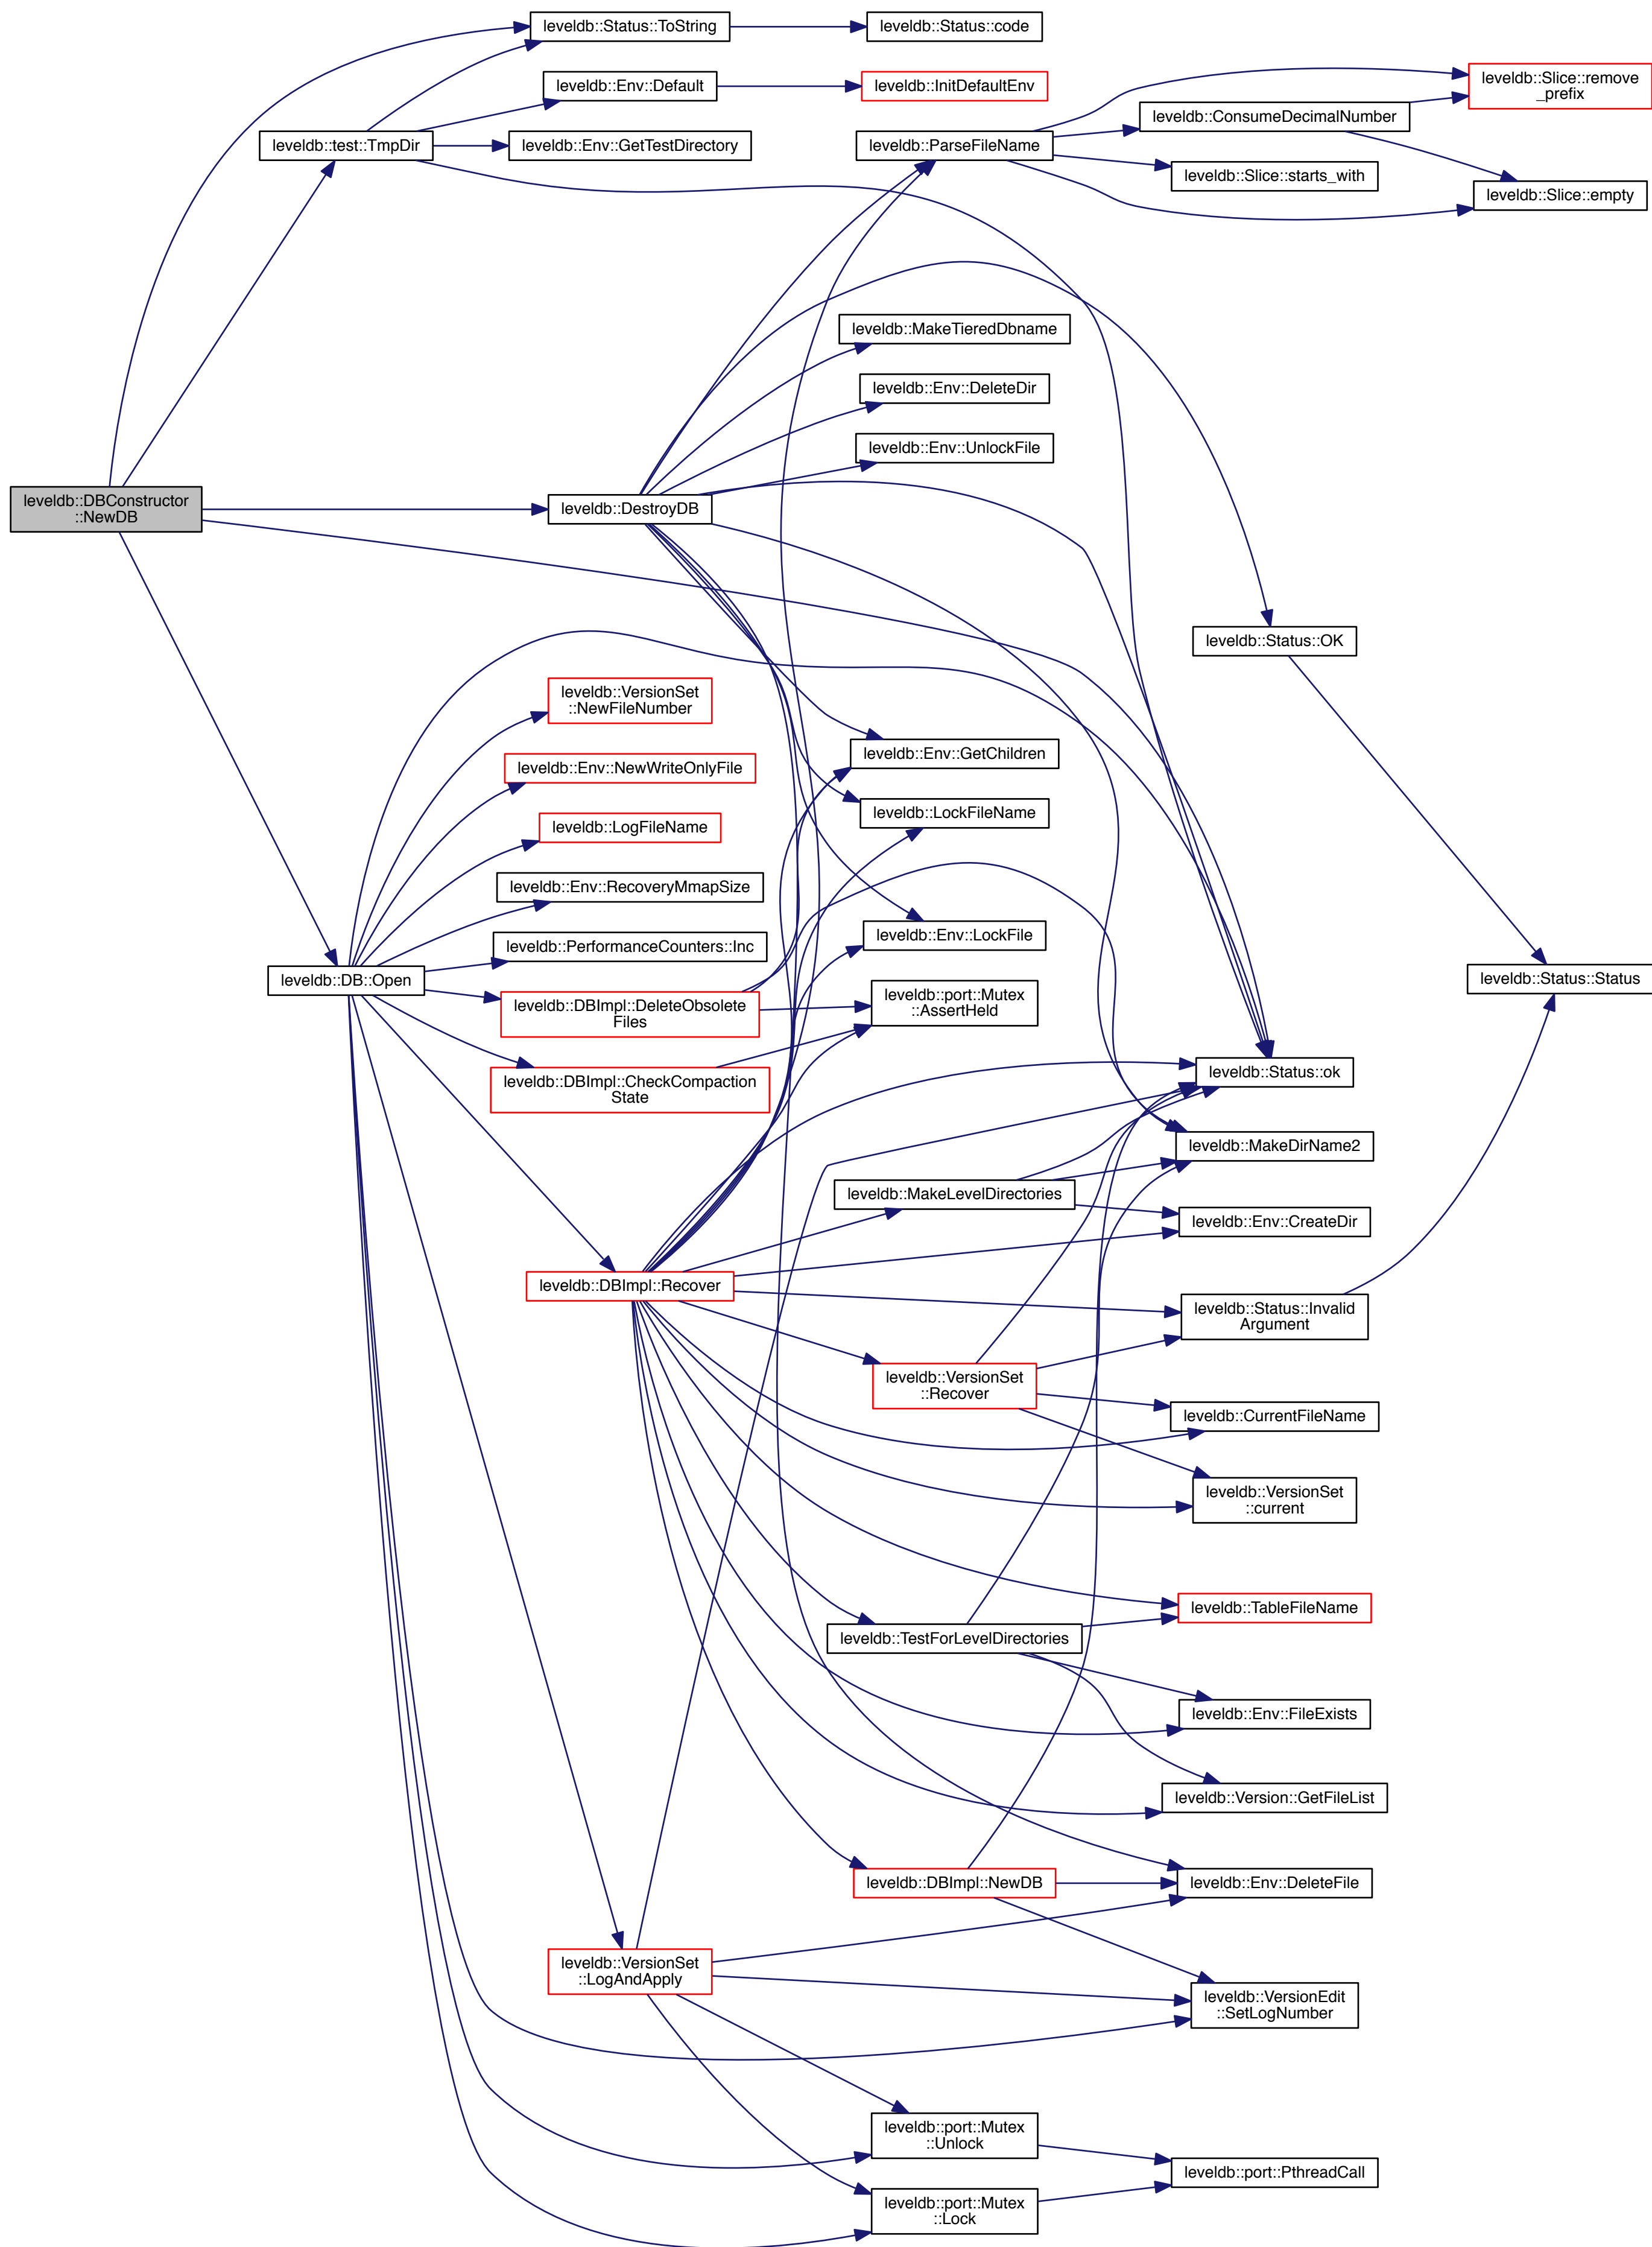 leveldb::Status::ToString
leveldb::Status::code
leveldb::Slice::remove
_prefix
leveldb::Env::Default
leveldb::InitDefaultEnv
leveldb::ConsumeDecimalNumber
leveldb::test::TmpDir
leveldb::Env::GetTestDirectory
leveldb::ParseFileName
leveldb::Slice::starts_with
leveldb::Slice::empty
leveldb::MakeTieredDbname
leveldb::Env::DeleteDir
leveldb::Env::UnlockFile
leveldb::DBConstructor
::NewDB
leveldb::DestroyDB
leveldb::Status::OK
leveldb::VersionSet
::NewFileNumber
leveldb::Env::GetChildren
leveldb::Env::NewWriteOnlyFile
leveldb::LockFileName
leveldb::LogFileName
leveldb::Env::RecoveryMmapSize
leveldb::Env::LockFile
leveldb::PerformanceCounters::Inc
leveldb::DB::Open
leveldb::Status::Status
leveldb::DBImpl::DeleteObsolete
Files
leveldb::port::Mutex
::AssertHeld
leveldb::Status::ok
leveldb::DBImpl::CheckCompaction
State
leveldb::MakeDirName2
leveldb::MakeLevelDirectories
leveldb::Env::CreateDir
leveldb::DBImpl::Recover
leveldb::Status::Invalid
Argument
leveldb::VersionSet
::Recover
leveldb::CurrentFileName
leveldb::VersionSet
::current
leveldb::TableFileName
leveldb::TestForLevelDirectories
leveldb::Env::FileExists
leveldb::Version::GetFileList
leveldb::DBImpl::NewDB
leveldb::Env::DeleteFile
leveldb::VersionSet
::LogAndApply
leveldb::VersionEdit
::SetLogNumber
leveldb::port::Mutex
::Unlock
leveldb::port::PthreadCall
leveldb::port::Mutex
::Lock